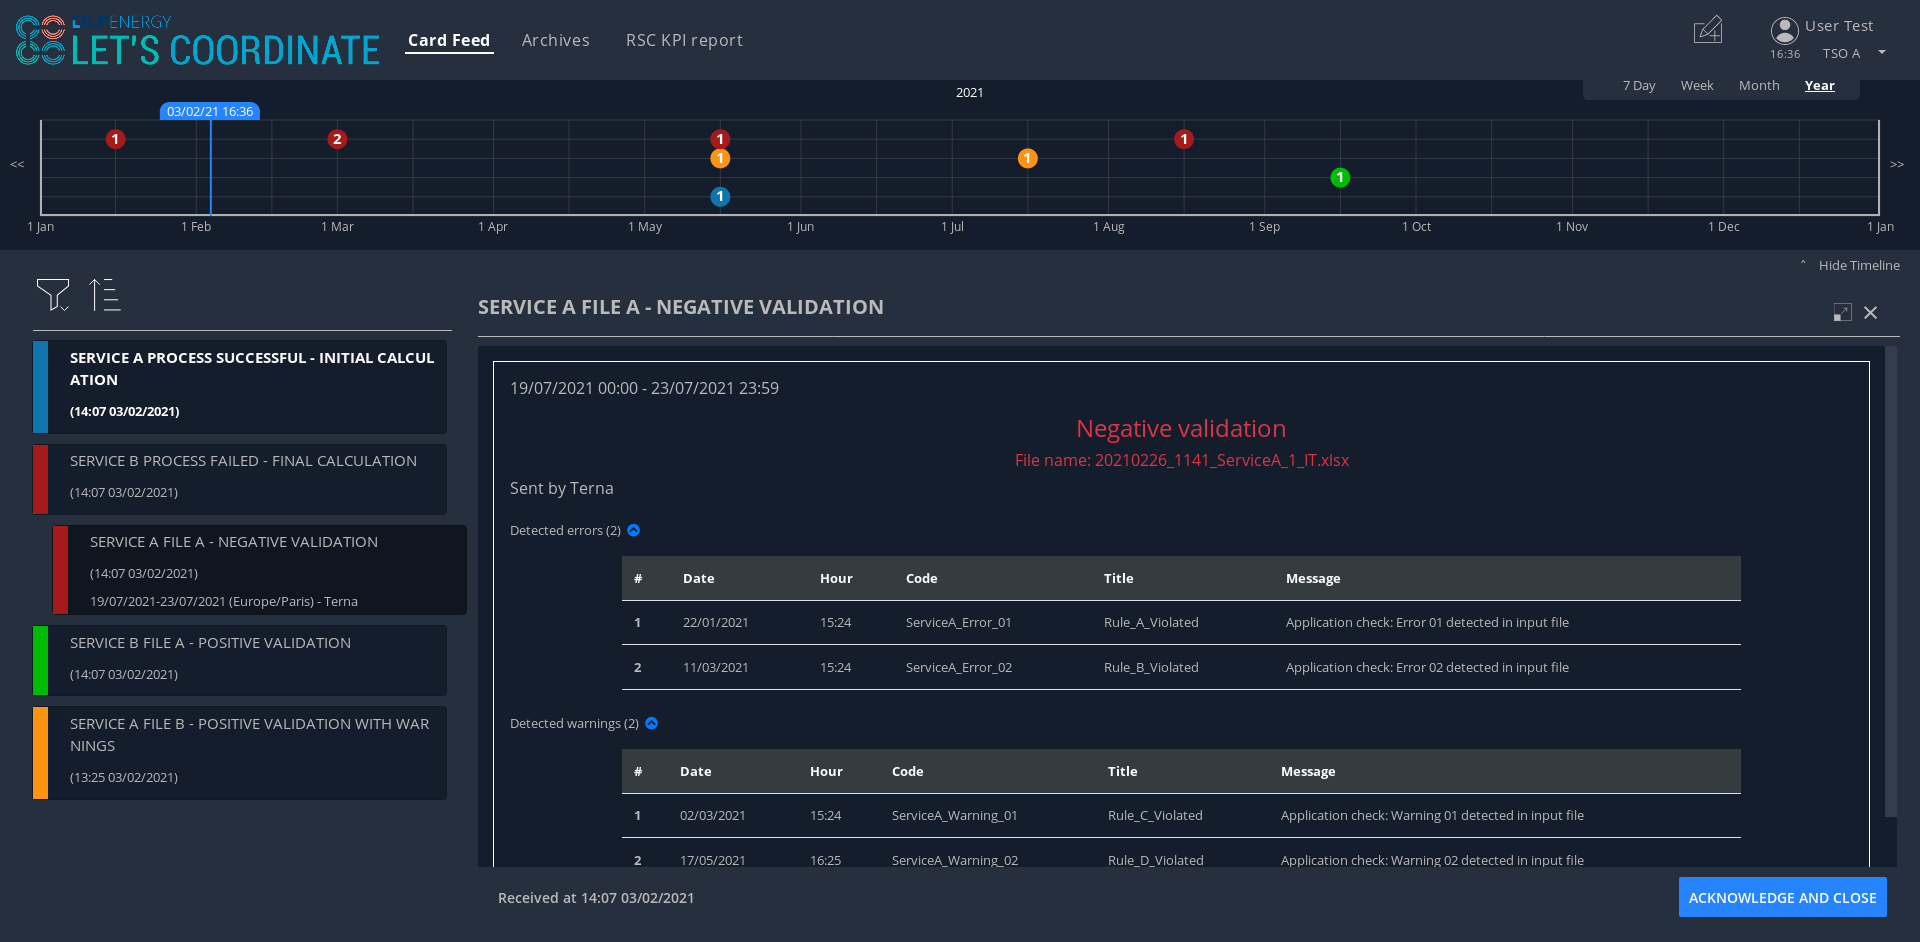 ENERGY
LET'S COORDINATE
Card Feed
Archives
RSC KPI report
User Test
16:36
TSO A
7 Day
Week
Month
Year
2021
03/02/21 16:36
1
2
1
1
1
1
1
1
<<
>>
1 Jan
1 Feb
1 Mar
1 Apr
1 May
1 Jun
1 Jul
1 Aug
1 Sep
1 Oct
1 Nov
1 Dec
1 Jan
Hide Timeline
SERVICE A PROCESS SUCCESSFUL - INITIAL CALCUL
ATION
(14:07 03/02/2021)
SERVICE B PROCESS FAILED - FINAL CALCULATION
(14:07 03/02/2021)
SERVICE A FILE A - NEGATIVE VALIDATION
(14:07 03/02/2021)
19/07/2021-23/07/2021 (Europe/Paris) - Terna
SERVICE B FILE A - POSITIVE VALIDATION
(14:07 03/02/2021)
SERVICE A FILE B - POSITIVE VALIDATION WITH WAR
NINGS
(13:25 03/02/2021)
SERVICE A FILE A - NEGATIVE VALIDATION
19/07/2021 00:00 - 23/07/2021 23:59
Negative validation
File name: 20210226_1141_ServiceA_1_IT.xlsx
Sent by Terna
Detected errors (2)
# Date Hour Code Title Message
1 22/01/2021 15:24 ServiceA_Error_01 Rule_A_Violated Application check: Error 01 detected in input file
2 11/03/2021 15:24 ServiceA_Error_02 Rule_B_Violated Application check: Error 02 detected in input file
Detected warnings (2)
# Date Hour Code Title Message
1 02/03/2021 15:24 ServiceA_Warning_01 Rule_C_Violated Application check: Warning 01 detected in input file
2 17/05/2021 16:25 ServiceA_Warning_02 Rule_D_Violated Application check: Warning 02 detected in input file
Received at 14:07 03/02/2021
ACKNOWLEDGE AND CLOSE